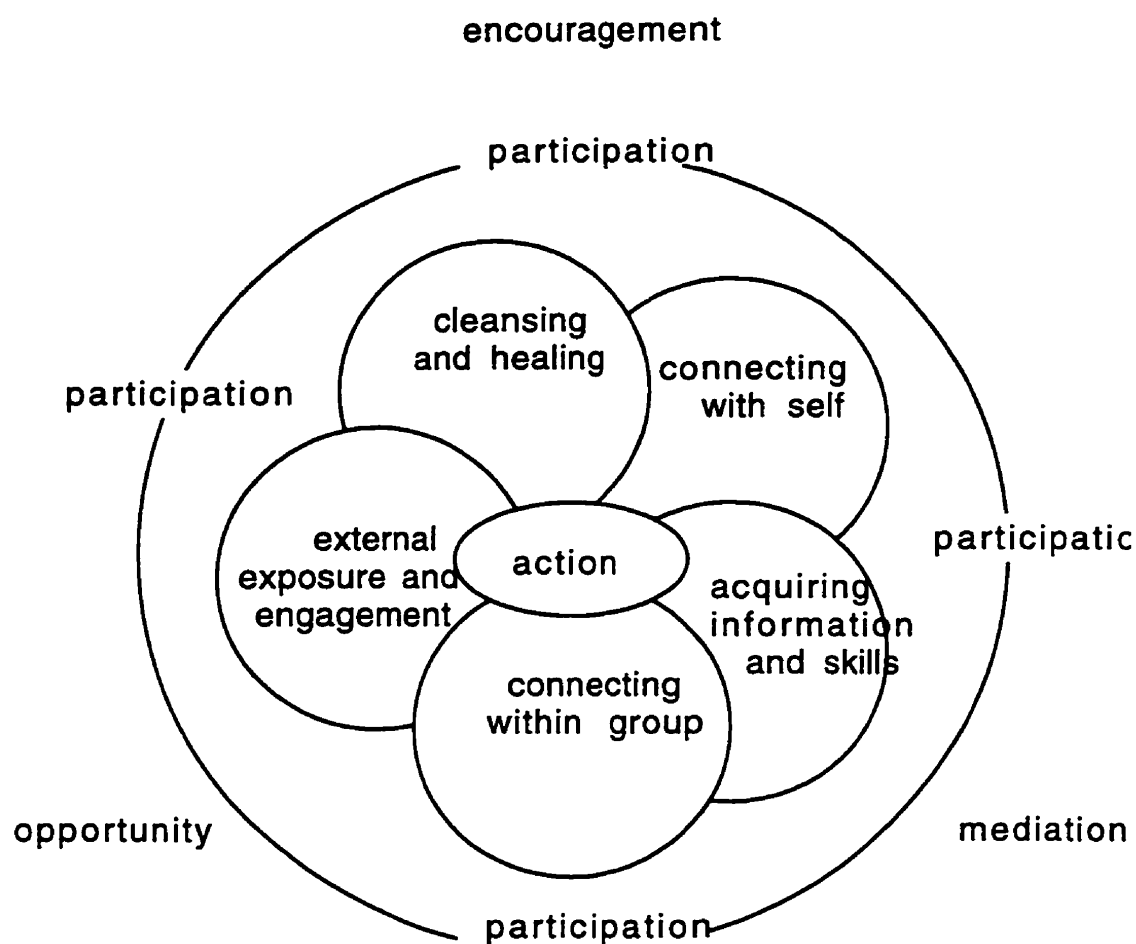 encouragement
participation
cleansing
and healing
connecting
with self
participation
external
exposure and
engagement
action
participatic
acquiring
information
and skills
connecting
within group
opportunity
mediation
participation